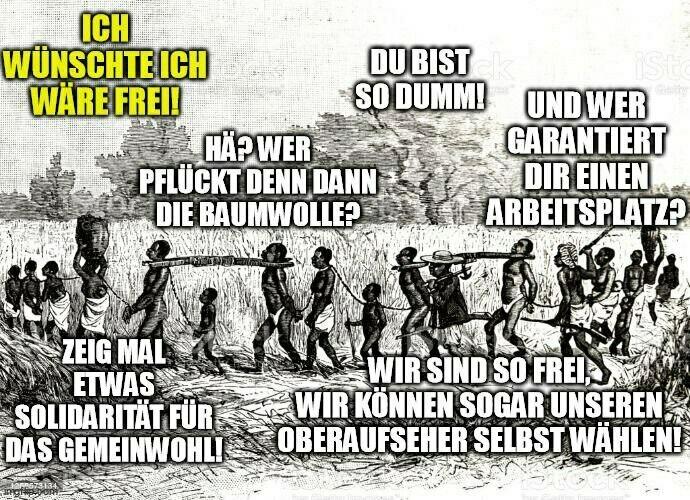 ICH
WÜNSCHTE ICH
WÄRE FREI!
DU BIST
SO DUMM!
UND WER
GARANTIERT
DIR EINEN
ARBEITSPLATZ?
HÄ? WER
PFLÜCKT DENN DANN
DIE BAUMWOLLE?
ZEIG MAL
ETWAS
SOLIDARITÄT FÜR
DAS GEMEINWOHL!
WIR SIND SO FREI,
WIR KÖNNEN SOGAR UNSEREN
OBERAUFSEHER SELBST WÄHLEN!
imgflip.com